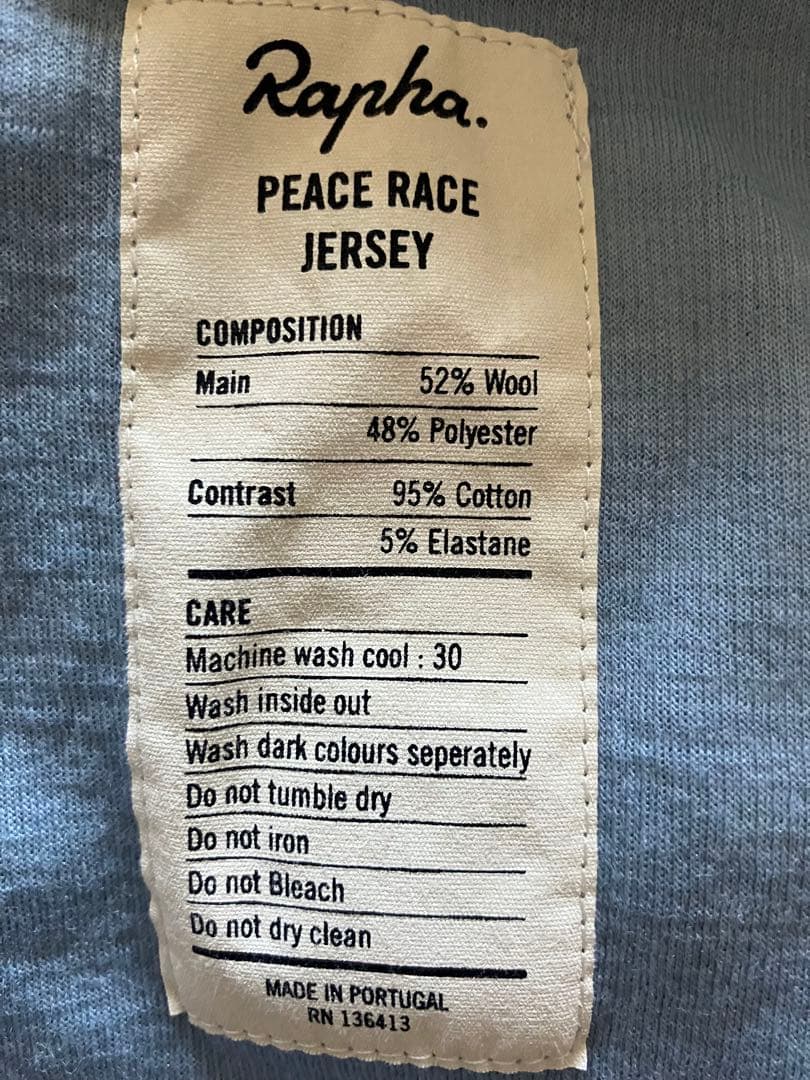 Rapha.
PEACE RACE
JERSEY
COMPOSITION
Main 52% Wool
48% Polyester
Contrast 95% Cotton
5% Elastane
CARE
Machine wash cool : 30
Wash inside out
Wash dark colours seperately
Do not tumble dry
Do not iron
Do not Bleach
Do not dry clean
MADE IN PORTUGAL
RN 136413